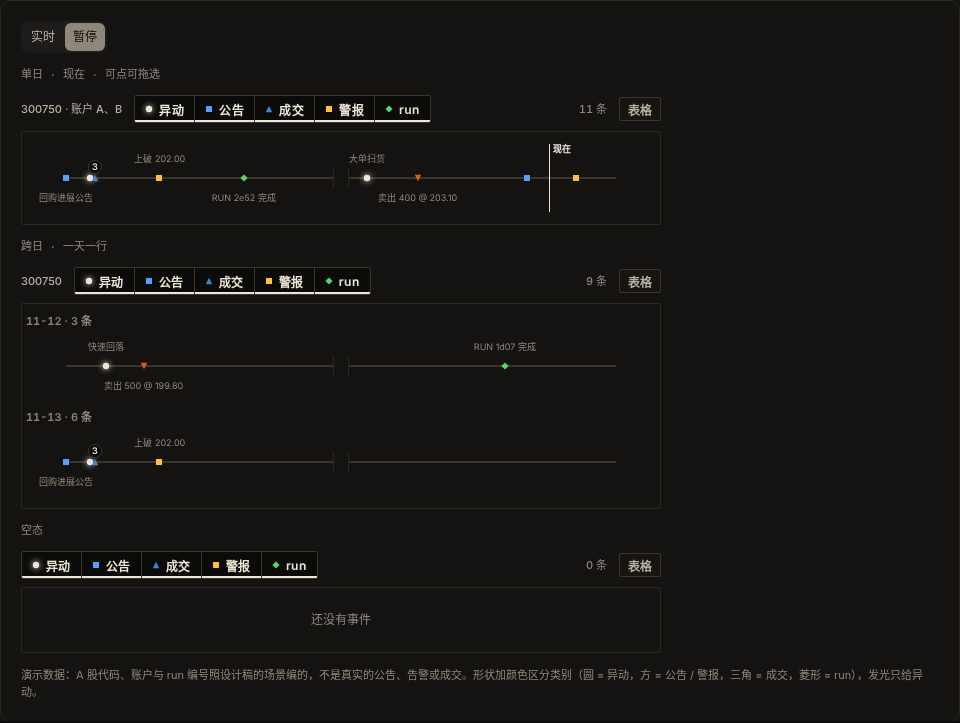 实时 暂停
单日 · 现在 · 可点可拖选
300750 · 账户 A、B 异动 公告 成交 警报 run 11 条 表格
上破 202.00 大单扫货 现在
3
回购进展公告 RUN 2e52 完成 卖出 400 @ 203.10
跨日 · 一天一行
300750 异动 公告 成交 警报 run 9 条 表格
11-12 · 3 条
快速回落 RUN 1d07 完成
卖出 500 @ 199.80
11-13 · 6 条
上破 202.00
3
回购进展公告
空态
异动 公告 成交 警报 run 0 条 表格
还没有事件
演示数据：A 股代码、账户与 run 编号照设计稿的场景编的，不是真实的公告、告警或成交。形状加颜色区分类别（圆 = 异动，方 = 公告 / 警报，三角 = 成交，菱形 = run），发光只给异
动。